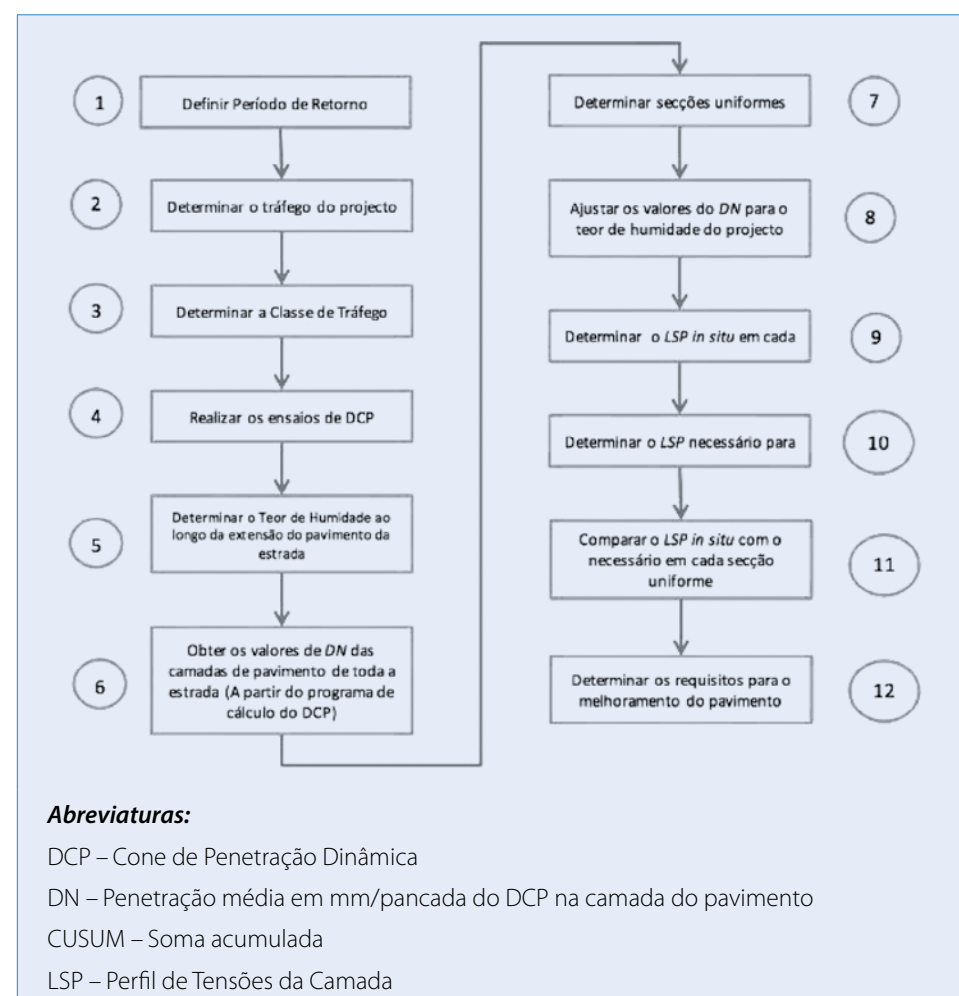 1
Definir Período de Retorno
2
Determinar o tráfego do projecto
3
Determinar a Classe de Tráfego
4
Realizar os ensaios de DCP
5
Determinar o Teor de Humidade ao
longo da extensão do pavimento da
estrada
6
Obter os valores de DN das
camadas de pavimento de toda a
estrada (A partir do programa de
cálculo do DCP)
Determinar secções uniformes
7
Ajustar os valores do DN para o
teor de humidade do projecto
8
Determinar o LSP in situ em cada
9
Determinar o LSP necessário para
10
Comparar o LSP in situ com o
necessário em cada secção
uniforme
11
Determinar os requisitos para o
melhoramento do pavimento
12
Abreviaturas:
DCP – Cone de Penetração Dinâmica
DN – Penetração média em mm/pancada do DCP na camada do pavimento
CUSUM – Soma acumulada
LSP – Perfil de Tensões da Camada